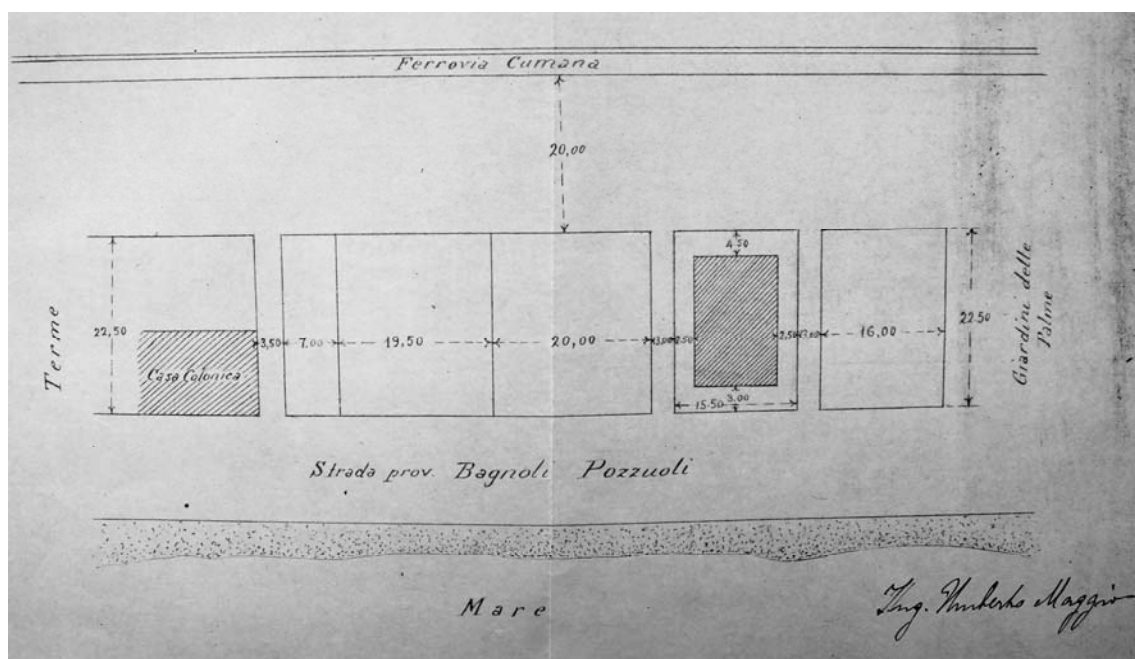 Ferrovia Cumana
20,00
4.50
Terme
22,50
Casa Colonica
3,50
7.00
19,50
20,00
3,00
2.50
2,50
16,00
22.50
Giardini delle
Palme
3.00
15.50
Strada prov. Bagnoli Pozzuoli
Mare
Ing. Umberto Maggio